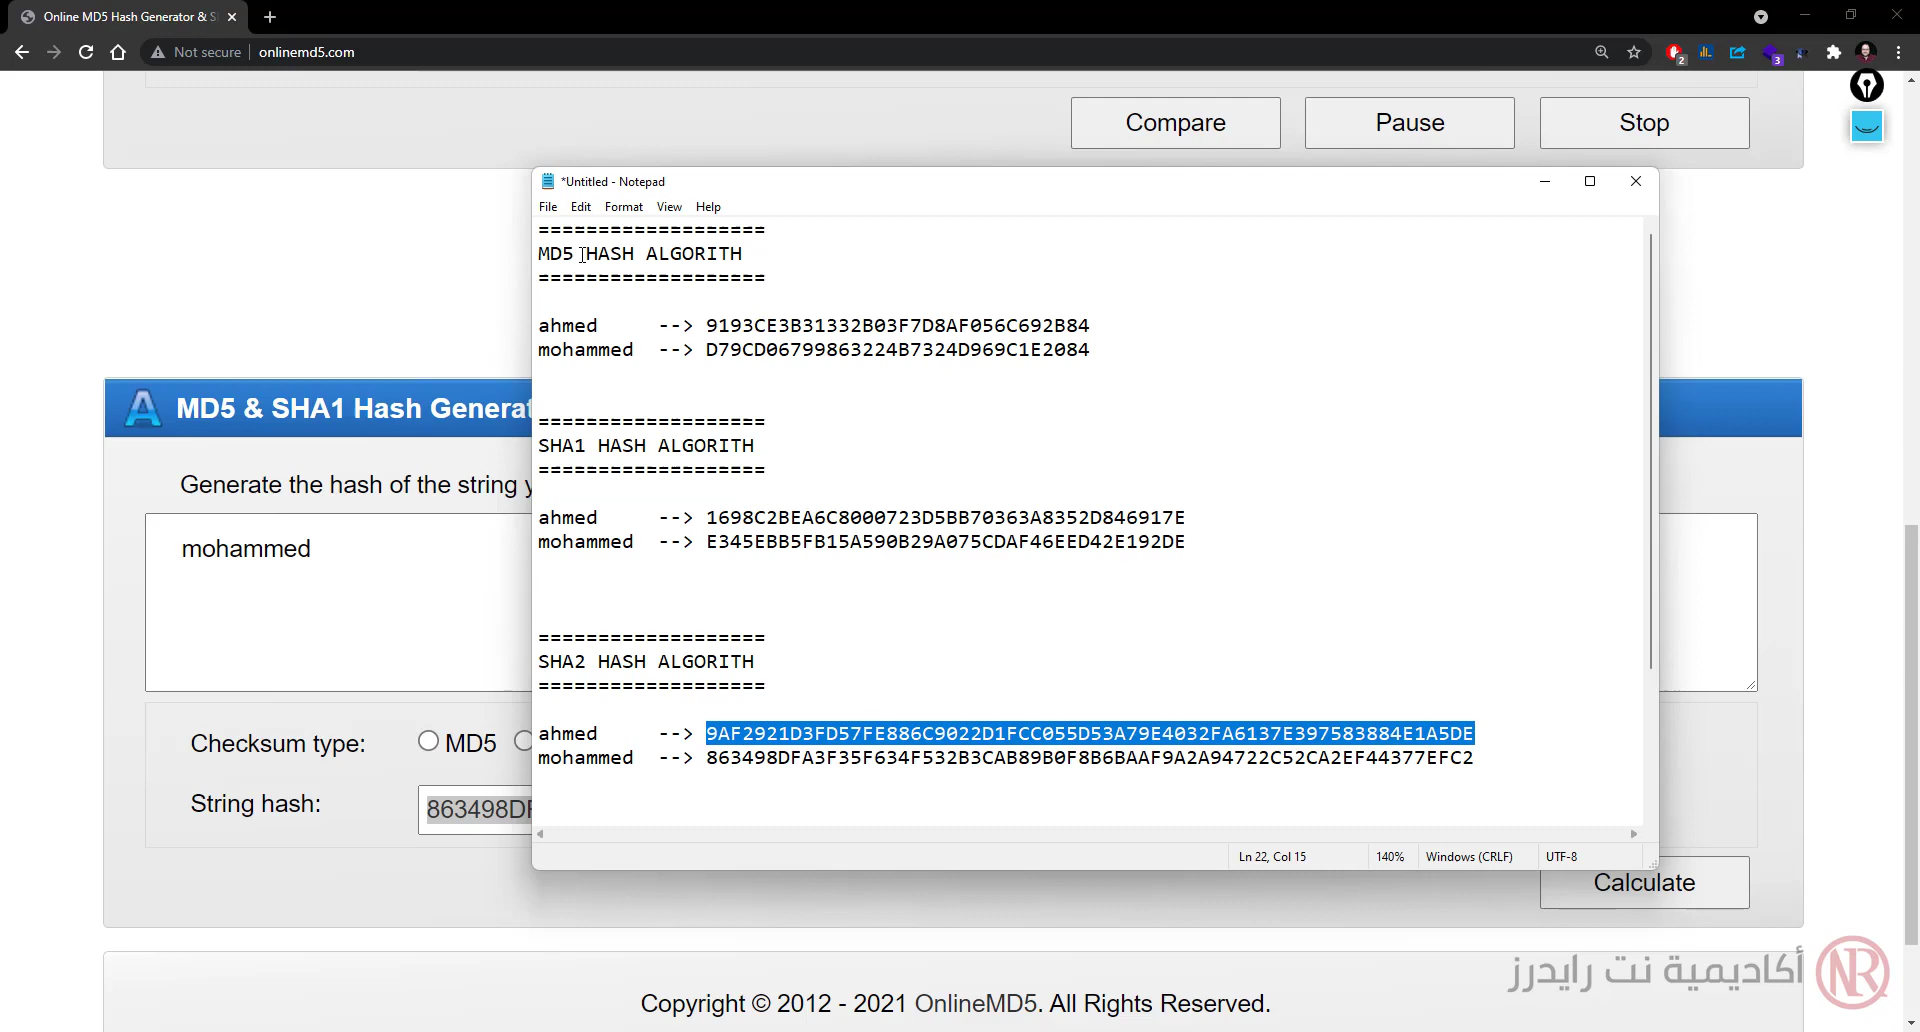 Online MD5 Hash Generator & S
Not secure
onlinemd5.com
2
3
Compare
Pause
Stop
*Untitled - Notepad
File Edit Format View Help
===================
MD5 HASH ALGORITH
===================
ahmed --> 9193CE3B31332B03F7D8AF056C692B84
mohammed --> D79CD06799863224B7324D969C1E2084
===================
SHA1 HASH ALGORITH
===================
ahmed --> 1698C2BEA6C8000723D5BB70363A8352D846917E
mohammed --> E345EBB5FB15A590B29A075CDAF46EED42E192DE
===================
SHA2 HASH ALGORITH
===================
ahmed --> 9AF2921D3FD57FE886C9022D1FCC055D53A79E4032FA6137E397583884E1A5DE
mohammed --> 863498DFA3F35F634F532B3CAB89B0F8B6BAAF9A2A94722C52CA2EF44377EFC2
Ln 22, Col 15
140%
Windows (CRLF)
UTF-8
MD5 & SHA1 Hash Generat
Generate the hash of the string y
mohammed
Checksum type:
MD5
String hash:
863498DF
Calculate
أكاديمية نت رايدرز
NR
Copyright © 2012 - 2021 OnlineMD5. All Rights Reserved.